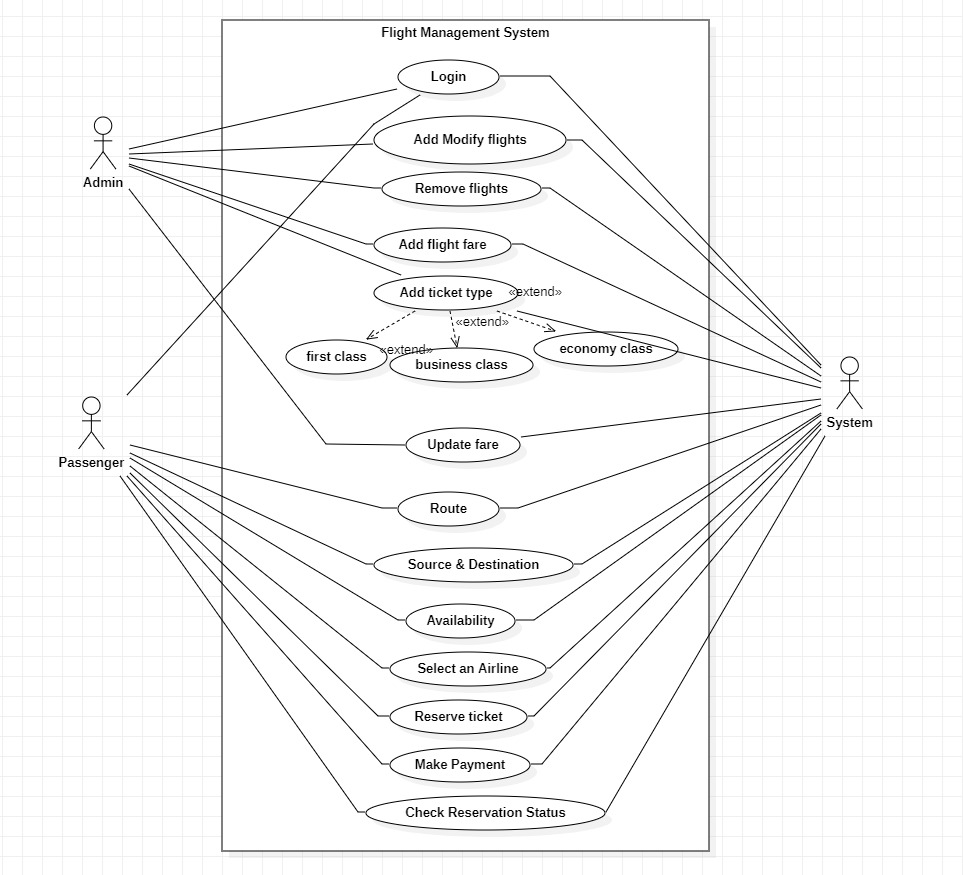 Flight Management System
Login
Add Modify flights
Admin
Remove flights
Add flight fare
Add ticket type
«extend»
«extend»
«extend»
first class
business class
economy class
System
Update fare
Passenger
Route
Source & Destination
Availability
Select an Airline
Reserve ticket
Make Payment
Check Reservation Status